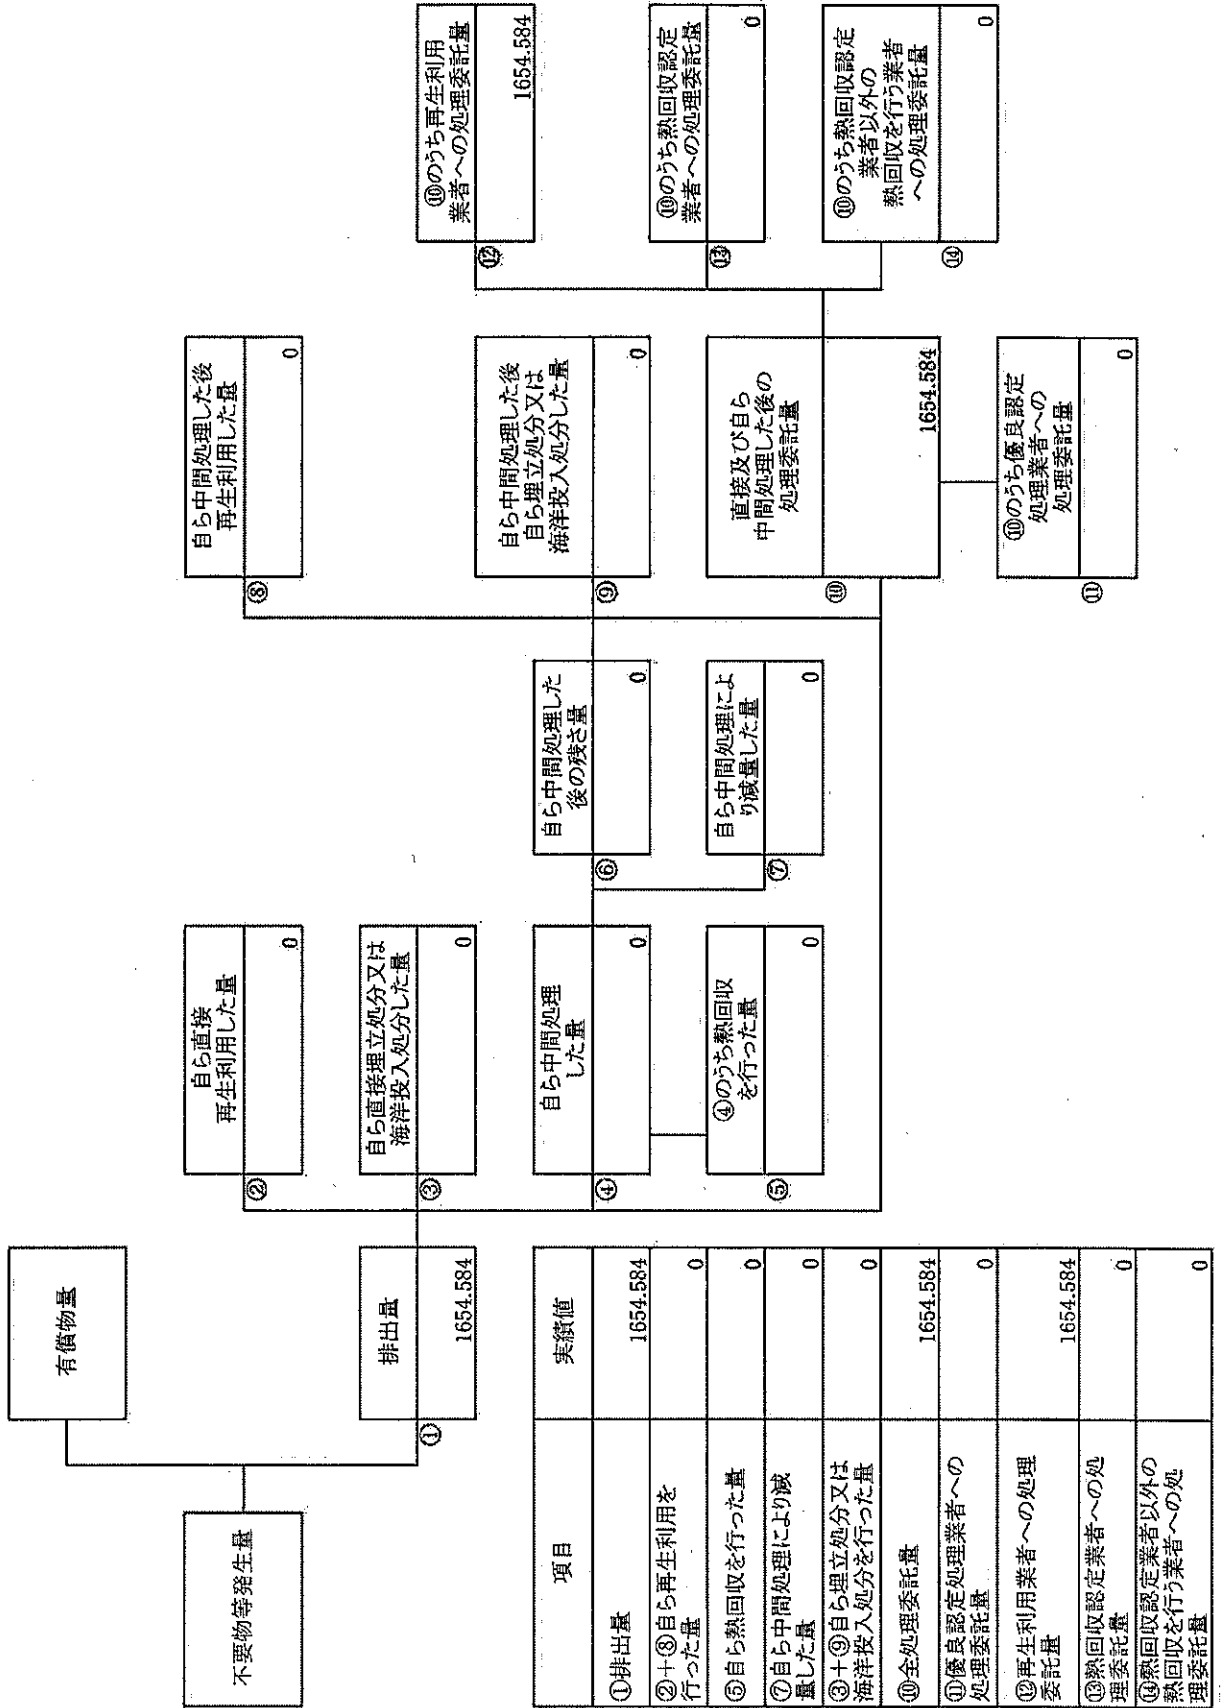 不要物等発生量
有償物量
排出量
①
1654.584
②
自ら直接
再生利用した量
0
③
自ら直接埋立処分又は
海洋投入処分した量
0
④
自ら中間処理
した量
0
⑤
④のうち熱回収
を行った量
0
⑥
自ら中間処理した
後の残さ量
0
⑦
自ら中間処理によ
り減量した量
0
⑧
自ら中間処理した後
再生利用した量
0
⑨
自ら中間処理した後
自ら埋立処分又は
海洋投入処分した量
0
⑩
直接及び自ら
中間処理した後の
処理委託量
1654.584
⑪
⑩のうち優良認定
処理業者への
処理委託量
0
⑫
⑩のうち再生利用
業者への処理委託量
1654.584
⑬
⑩のうち熱回収認定
業者への処理委託量
0
⑭
⑩のうち熱回収認定
業者以外の
熱回収を行う業者
への処理委託量
0
項目 実績値
①排出量 1654.584
②+⑧自ら再生利用を
行った量 0
⑤自ら熱回収を行った量 0
⑦自ら中間処理により減
量した量 0
③+⑨自ら埋立処分又は
海洋投入処分を行った量 0
⑩全処理委託量 1654.584
⑪優良認定処理業者への
処理委託量 0
⑫再生利用業者への処理
委託量 1654.584
⑬熱回収認定業者への処
理委託量 0
⑭熱回収認定業者以外の
熱回収を行う業者への処
理委託量 0